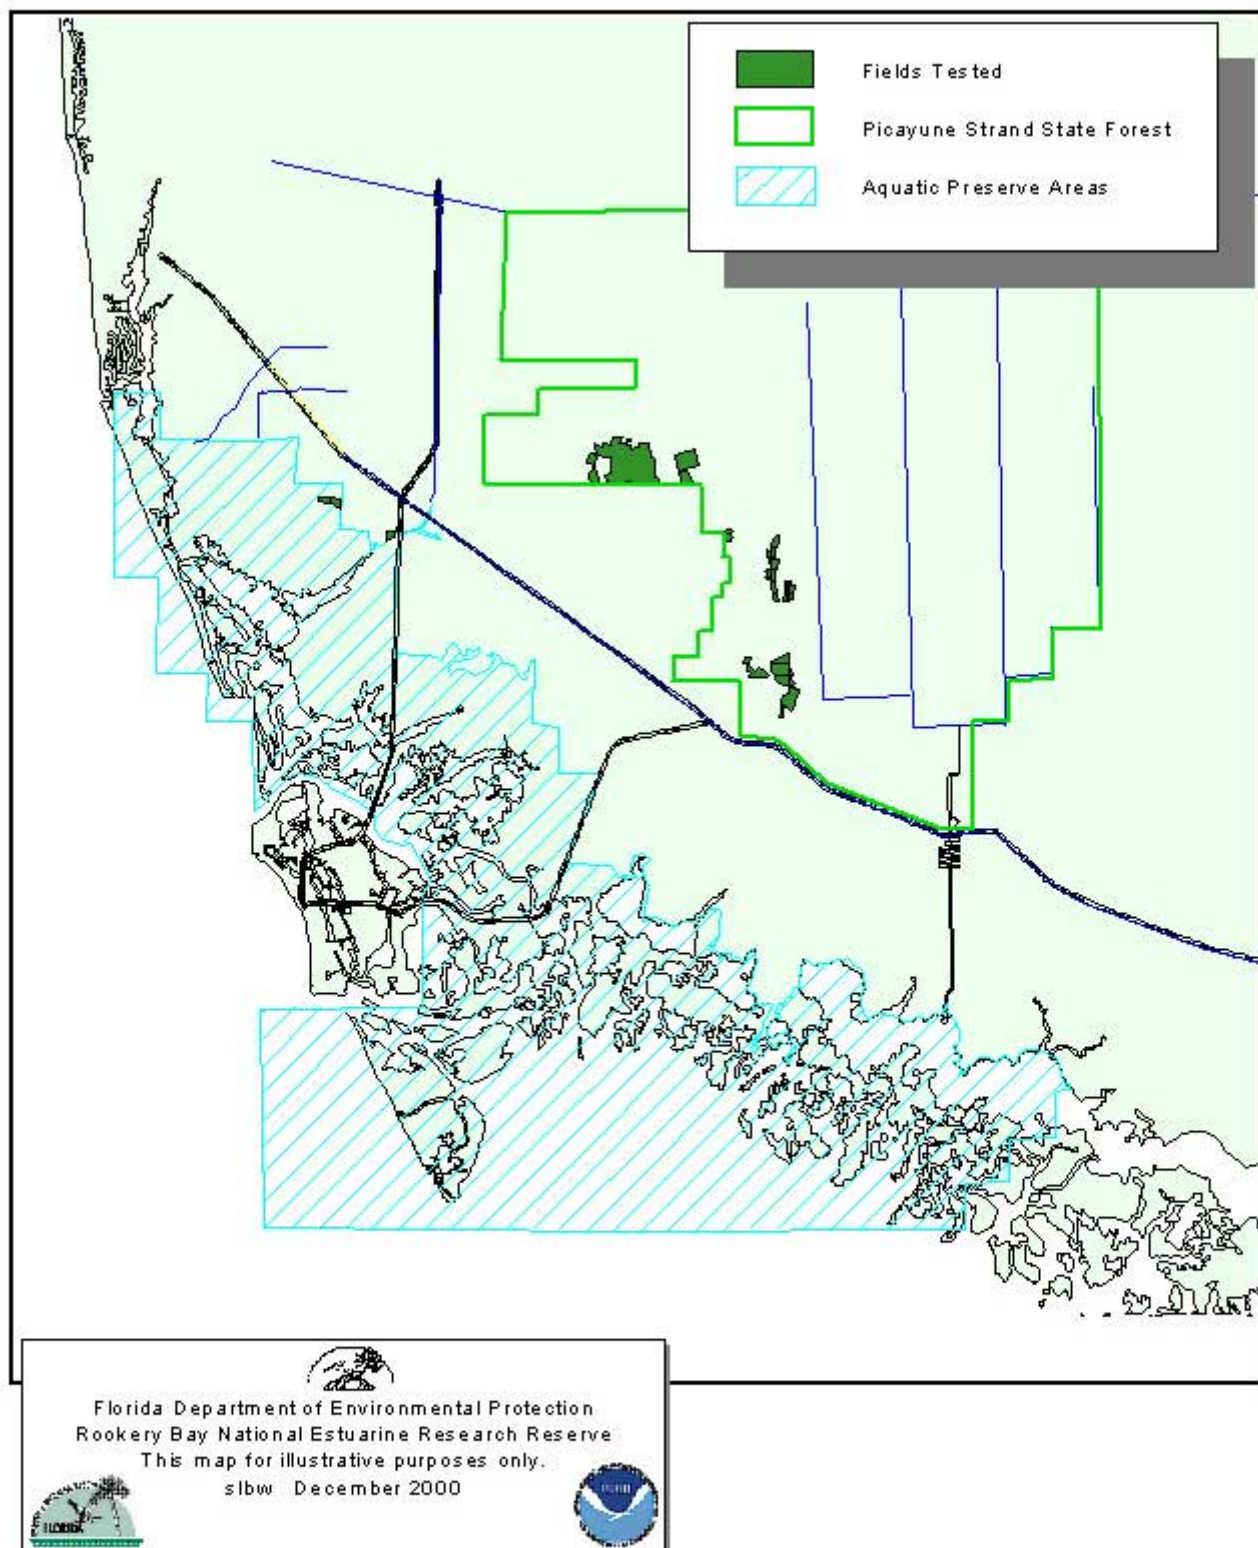 Fields Tested
Picayune Strand State Forest
Aquatic Preserve Areas
Florida Department of Environmental Protection
Rookery Bay National Estuarine Research Reserve
This map for illustrative purposes only.
slbw December 2000
FLORIDA